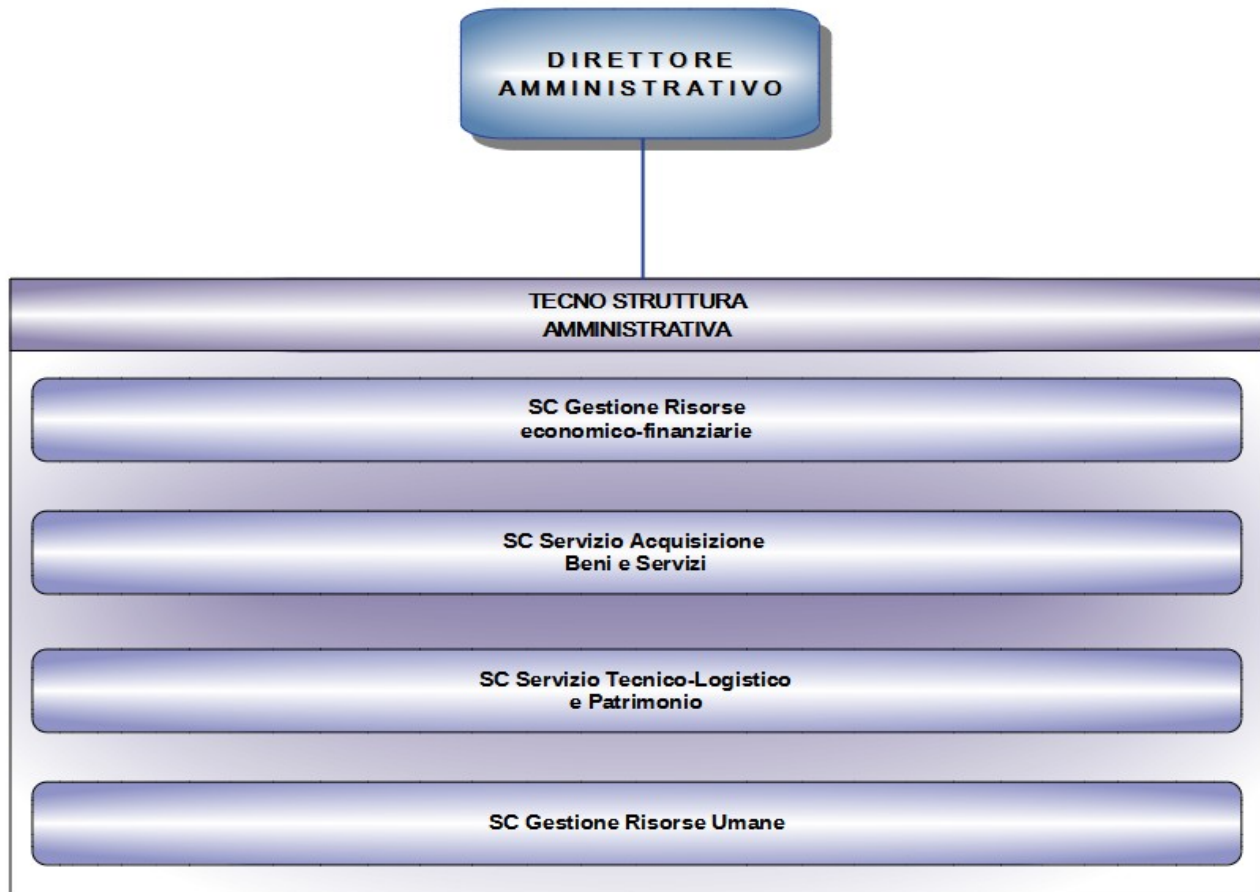 DIRETTORE
AMMINISTRATIVO
TECNO STRUTTURA
AMMINISTRATIVA
SC Gestione Risorse
economico-finanziarie
SC Servizio Acquisizione
Beni e Servizi
SC Servizio Tecnico-Logistico
e Patrimonio
SC Gestione Risorse Umane